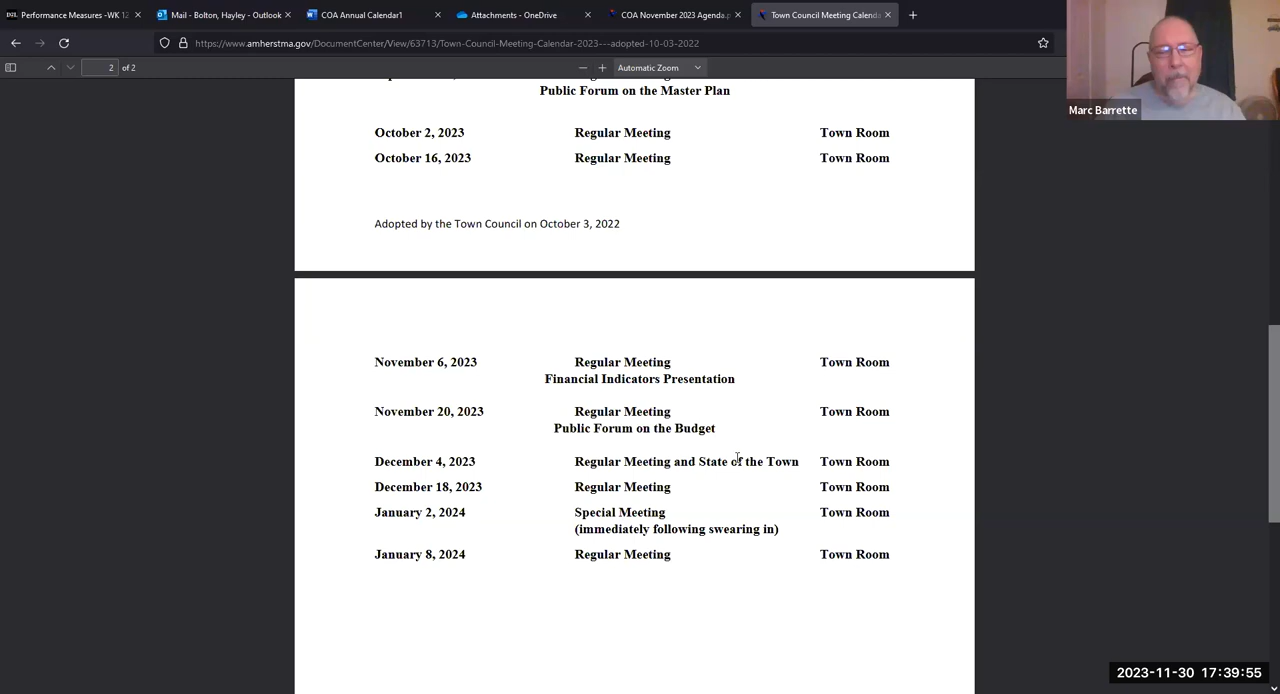 Performance Measures -WK 12
Mail - Bolton, Hayley - Outlook
COA Annual Calendar1
Attachments - OneDrive
COA November 2023 Agenda.p
Town Council Meeting Calenda
https://www.amherstma.gov/DocumentCenter/View/63713/Town-Council-Meeting-Calendar-2023---adopted-10-03-2022
2 of 2
Automatic Zoom
Marc Barrette
Public Forum on the Master Plan
October 2, 2023 Regular Meeting Town Room
October 16, 2023 Regular Meeting Town Room
Adopted by the Town Council on October 3, 2022
November 6, 2023 Regular Meeting Town Room
Financial Indicators Presentation
November 20, 2023 Regular Meeting Town Room
Public Forum on the Budget
December 4, 2023 Regular Meeting and State of the Town Town Room
December 18, 2023 Regular Meeting Town Room
January 2, 2024 Special Meeting Town Room
(immediately following swearing in)
January 8, 2024 Regular Meeting Town Room
2023-11-30 17:39:55